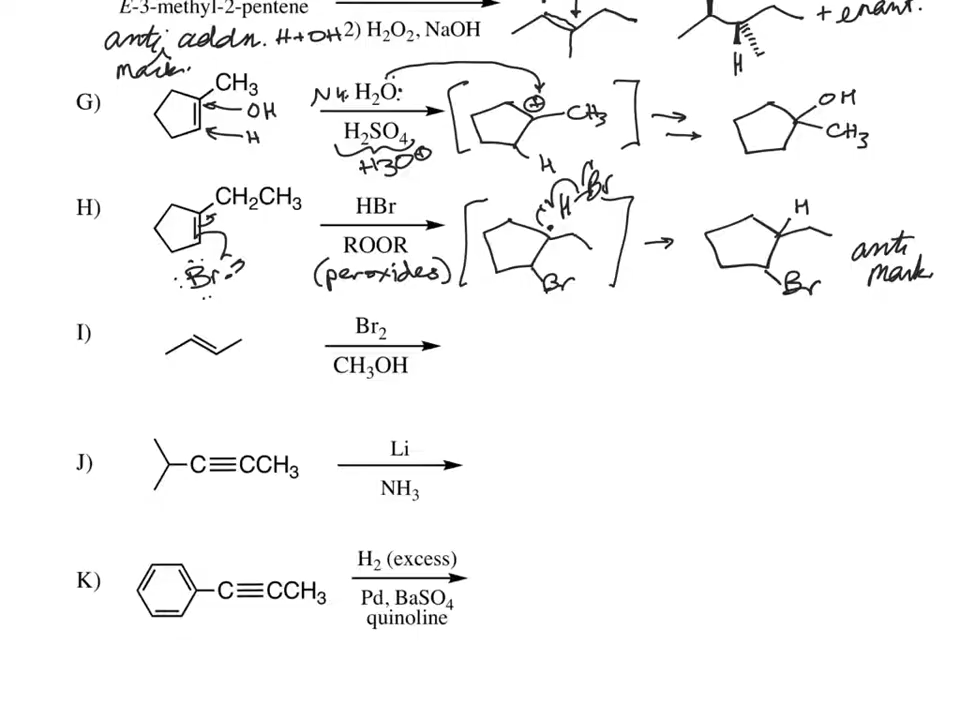 E-3-methyl-2-pentene
anti addn. H+OH 2) H₂O₂, NaOH
mark.
H
+ enant.
G) CH₃ OH H
Nu: H₂O:
H₂SO₄
H₃O⊕
⊕ CH₃ H
OH CH₃
H) CH₂CH₃
:Br·
HBr
ROOR
(peroxides)
H Br
Br
H
Br
anti
mark.
I) Br₂
CH₃OH
J) C≡CCH₃ Li
NH₃
K) C≡CCH₃ H₂ (excess)
Pd, BaSO₄
quinoline